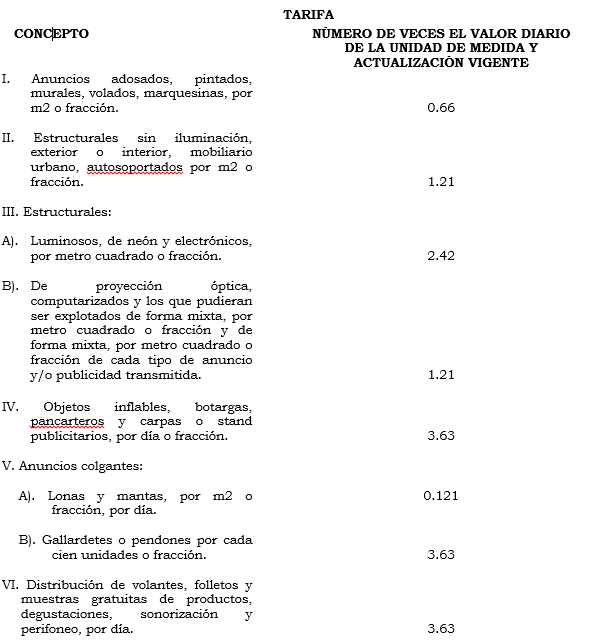 TARIFA
CONCEPTO
NÚMERO DE VECES EL VALOR DIARIO
DE LA UNIDAD DE MEDIDA Y
ACTUALIZACIÓN VIGENTE
I. Anuncios adosados, pintados,
murales, volados, marquesinas, por
m2 o fracción.
0.66
II. Estructurales sin iluminación,
exterior o interior, mobiliario
urbano, autosoportados por m2 o
fracción.
1.21
III. Estructurales:
A). Luminosos, de neón y electrónicos,
por metro cuadrado o fracción.
2.42
B). De proyección óptica,
computarizados y los que pudieran
ser explotados de forma mixta, por
metro cuadrado o fracción y de
forma mixta, por metro cuadrado o
fracción de cada tipo de anuncio
y/o publicidad transmitida.
1.21
IV. Objetos inflables, botargas,
pancarteros y carpas o stand
publicitarios, por día o fracción.
3.63
V. Anuncios colgantes:
A). Lonas y mantas, por m2 o
fracción, por día.
0.121
B). Gallardetes o pendones por cada
cien unidades o fracción.
3.63
VI. Distribución de volantes, folletos y
muestras gratuitas de productos,
degustaciones, sonorización y
perifoneo, por día.
3.63